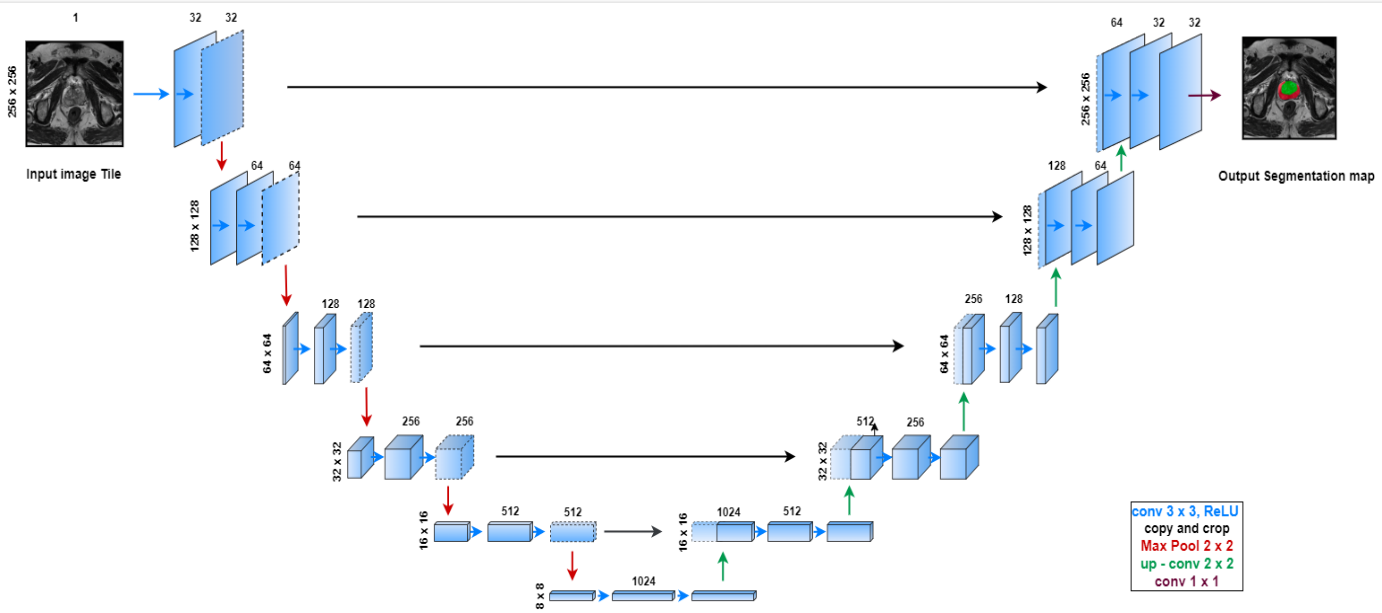 1
32 32
256 x 256
Input image Tile
64 64
128 x 128
128 128
64 x 64
256 256
32 x 32
512 512
16 x 16
1024
8 x 8
1024 512
16 x 16
512 256
32 x 32
256 128
64 x 64
128 64
128 x 128
64 32 32
256 x 256
Output Segmentation map
conv 3 x 3, ReLU
copy and crop
Max Pool 2 x 2
up - conv 2 x 2
conv 1 x 1